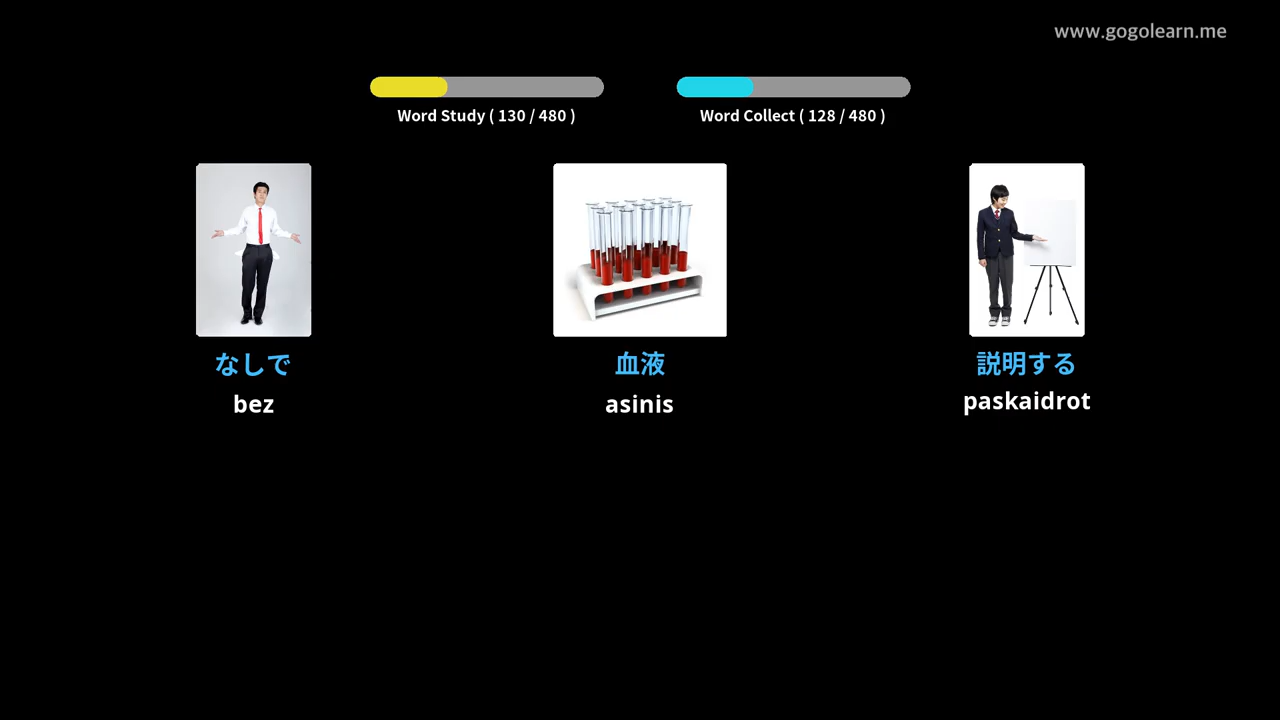 www.gogolearn.me
Word Study ( 130 / 480 )
Word Collect ( 128 / 480 )
なしで
血液
説明する
bez
asinis
paskaidrot